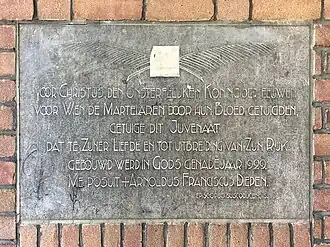 VOOR CHRISTUS DEN ONSTERFELIJKEN KONING DER EEUWEN
VOOR WIEN DE MARTELAREN DOOR HUN BLOED GETUIGDEN,
GETUIGE DIT JUVENAAT
DAT TE ZIJNER LIEFDE EN TOT UITBREIDING VAN ZIJN RIJK
GEBOUWD WERD IN GODS GENADEJAAR 1929.
ME POSUIT + ARNOLDUS FRANCISCUS DIEPEN.